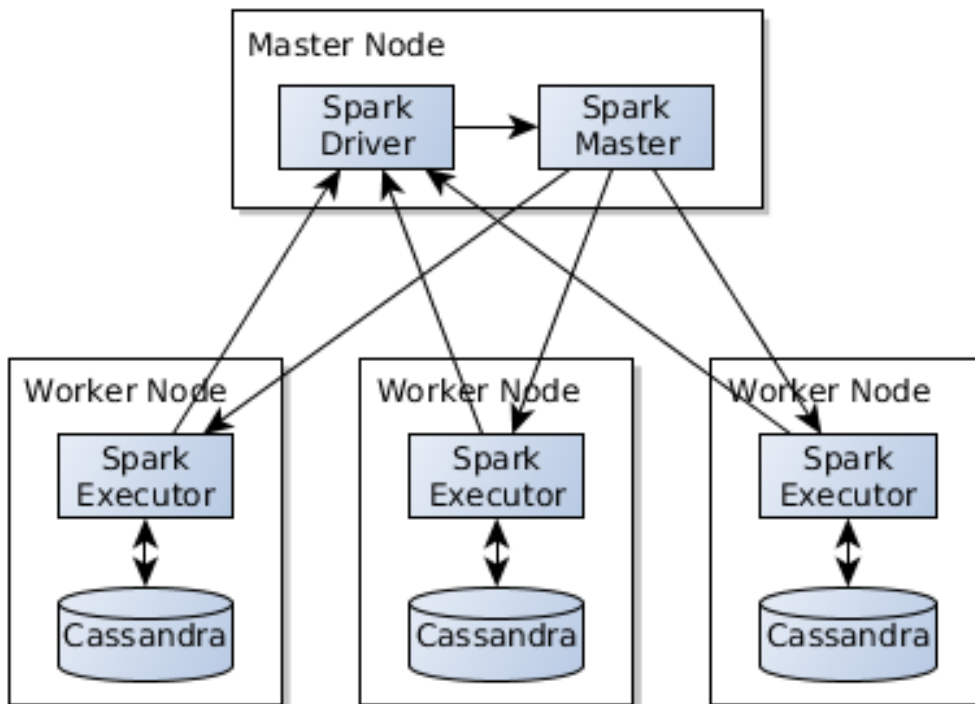 Master Node
Spark
Driver
Spark
Master
Worker Node
Spark
Executor
Cassandra
Worker Node
Spark
Executor
Cassandra
Worker Node
Spark
Executor
Cassandra